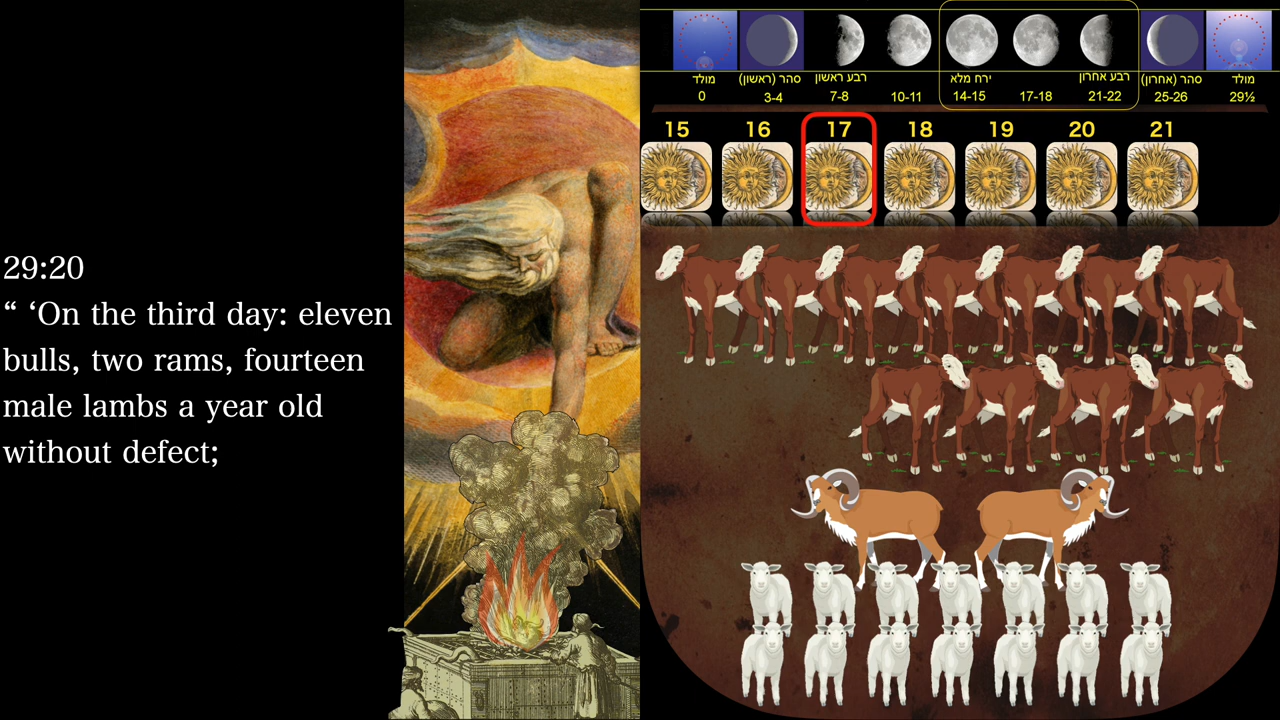 29:20
“ ‘On the third day: eleven
bulls, two rams, fourteen
male lambs a year old
without defect;
מולד
סהר (ראשון)
רבע ראשון
ירח מלא
רבע אחרון
סהר (אחרון)
מולד
0
3-4
7-8
10-11
14-15
17-18
21-22
25-26
29½
15 16 17 18 19 20 21